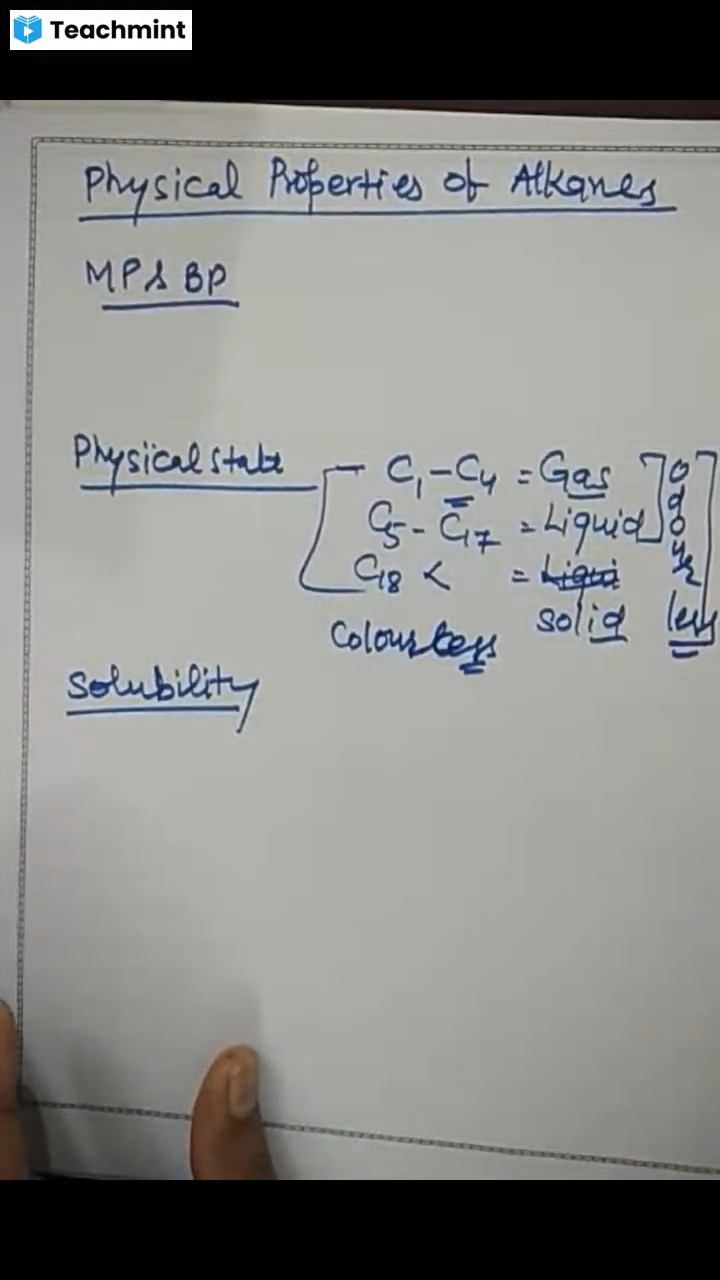 Teachmint
Physical Properties of Alkanes
MP & BP
Physical state C₁ - C₄ = Gas
C₅ - C₁₇ = Liquid
C₁₈ < = Liqui
solid
Colourless
odourless
Solubility